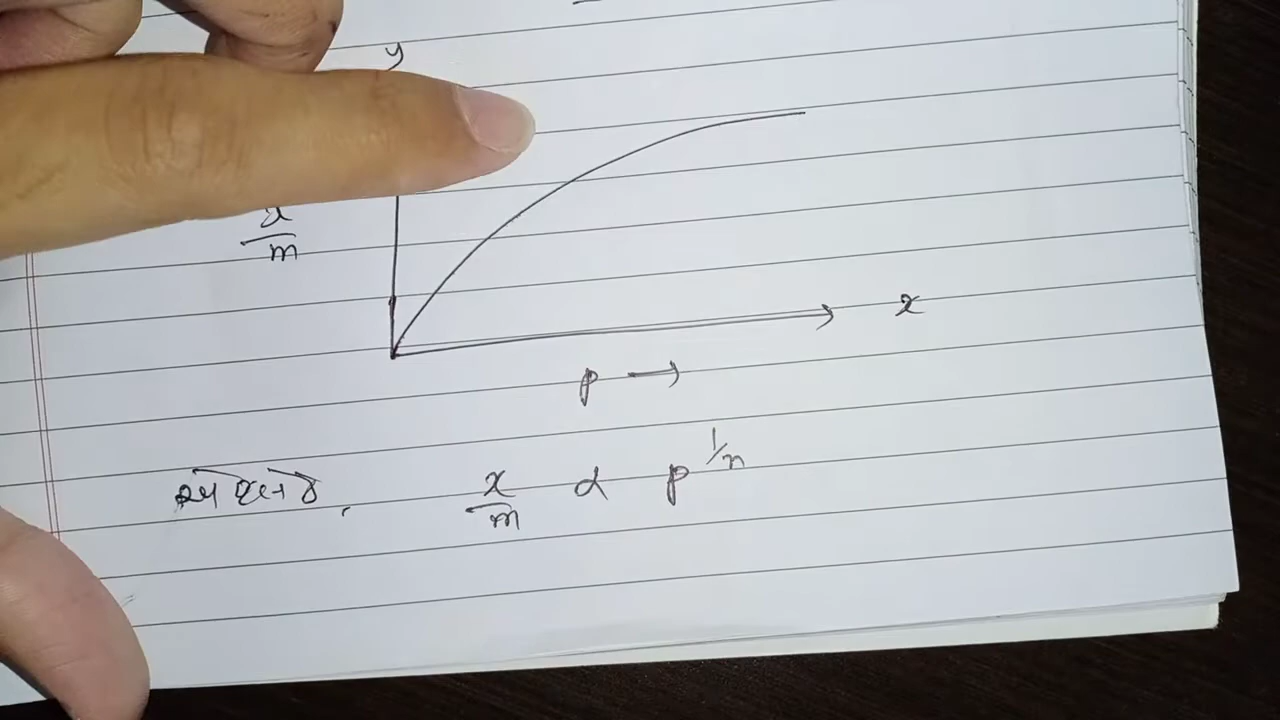 y
x
m
x
p →
x/m α p^1/n